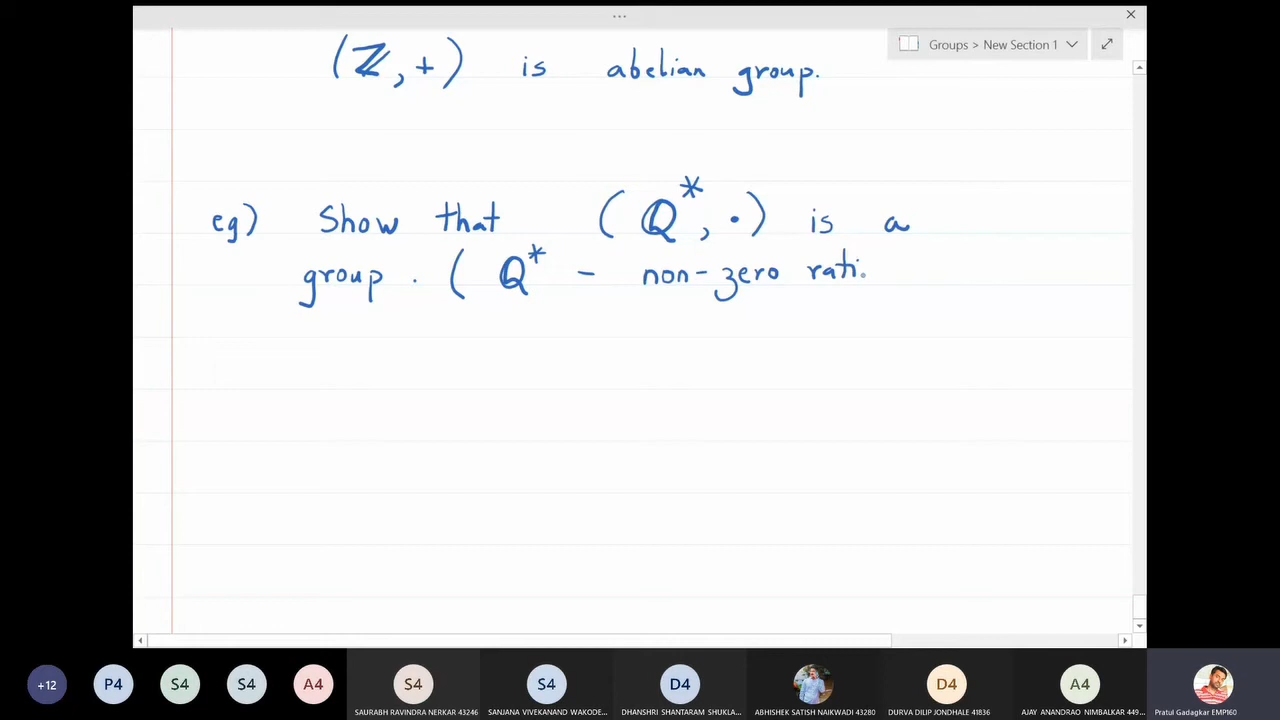 Groups > New Section 1
(ℤ, +) is abelian group.
eg) Show that (ℚ*, ·) is a
group. (ℚ* - non-zero rati
+12
P4
S4
S4
A4
S4
S4
D4
D4
A4
SAURABH RAVINDRA NERKAR 43246
SANJANA VIVEKANAND WAKODE...
DHANSHRI SHANTARAM SHUKLA...
ABHISHEK SATISH NAIKWADI 43280
DURVA DILIP JONDHALE 41836
AJAY ANANDRAO NIMBALKAR 449...
Pratul Gadagkar EMP160